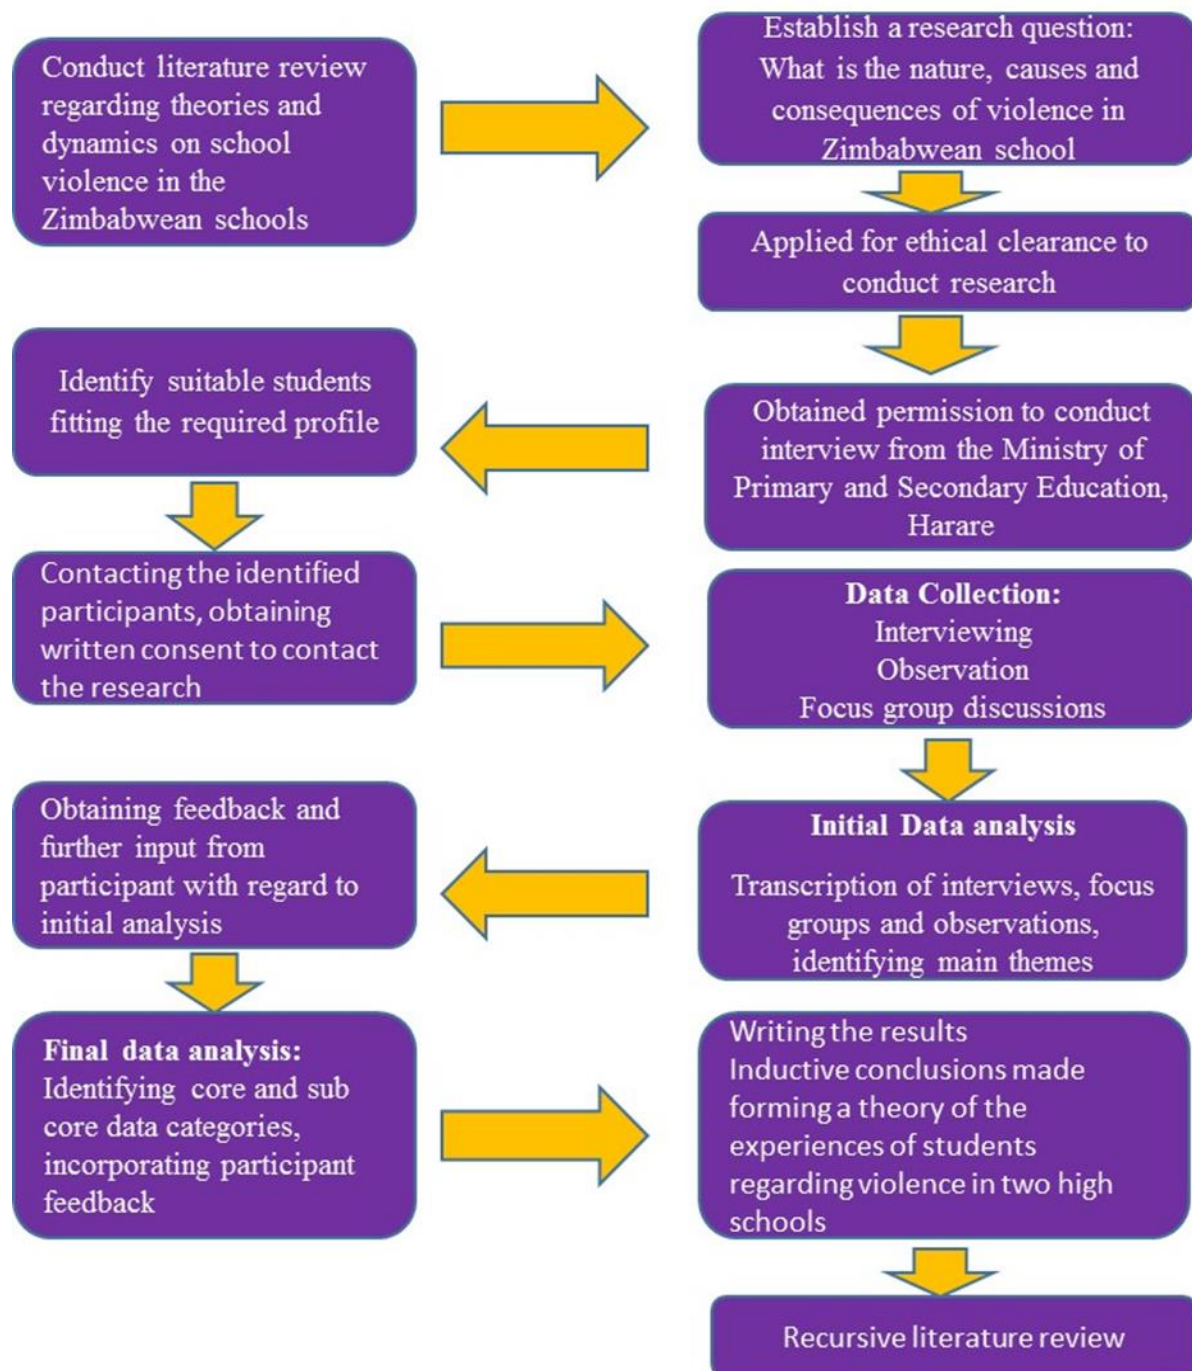 Conduct literature review
regarding theories and
dynamics on school
violence in the
Zimbabwean schools
Establish a research question:
What is the nature, causes and
consequences of violence in
Zimbabwean school
Applied for ethical clearance to
conduct research
Obtained permission to conduct
interview from the Ministry of
Primary and Secondary Education,
Harare
Identify suitable students
fitting the required profile
Contacting the identified
participants, obtaining
written consent to contact
the research
Data Collection:
Interviewing
Observation
Focus group discussions
Initial Data analysis
Transcription of interviews, focus
groups and observations,
identifying main themes
Obtaining feedback and
further input from
participant with regard to
initial analysis
Final data analysis:
Identifying core and sub
core data categories,
incorporating participant
feedback
Writing the results
Inductive conclusions made
forming a theory of the
experiences of students
regarding violence in two high
schools
Recursive literature review